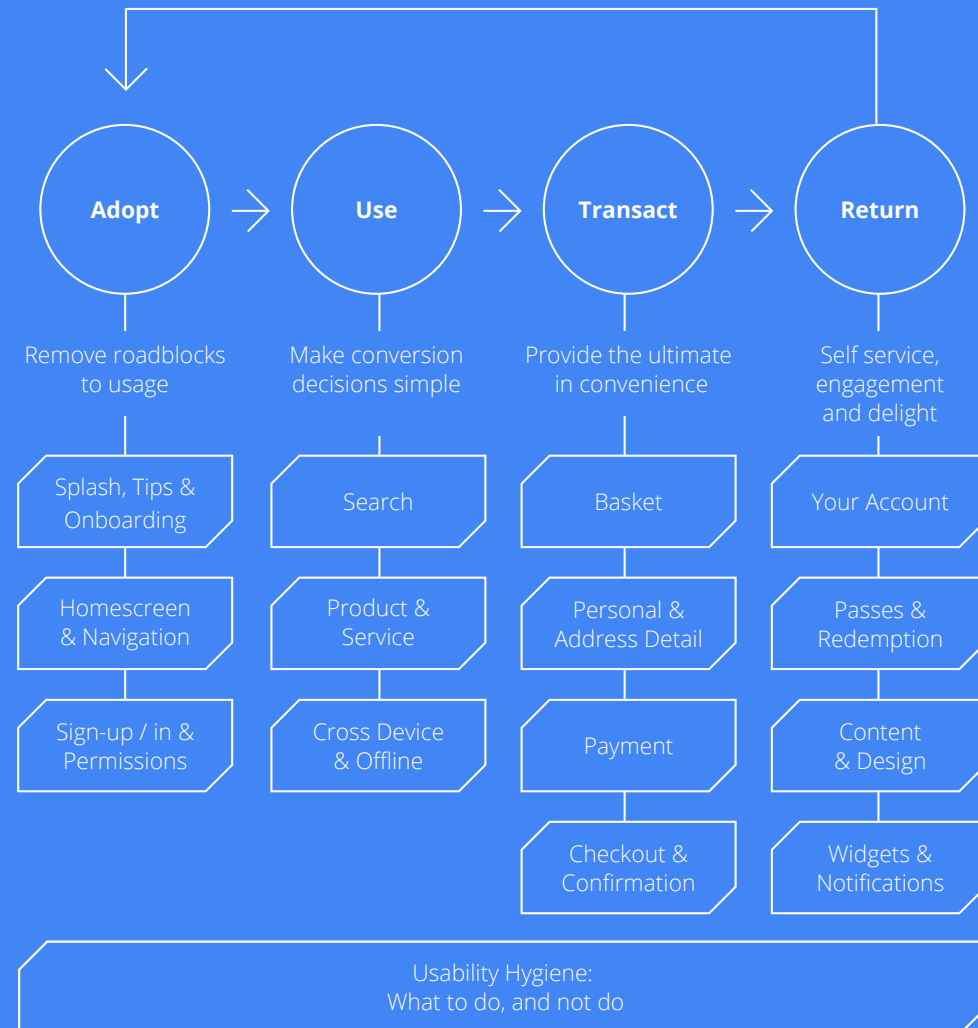 Adopt
Use
Transact
Return
Remove roadblocks
to usage
Make conversion
decisions simple
Provide the ultimate
in convenience
Self service,
engagement
and delight
Splash, Tips &
Onboarding
Search
Basket
Your Account
Homescreen
& Navigation
Product &
Service
Personal &
Address Detail
Passes &
Redemption
Sign-up / in &
Permissions
Cross Device
& Offline
Payment
Content
& Design
Checkout &
Confirmation
Widgets &
Notifications
Usability Hygiene:
What to do, and not do